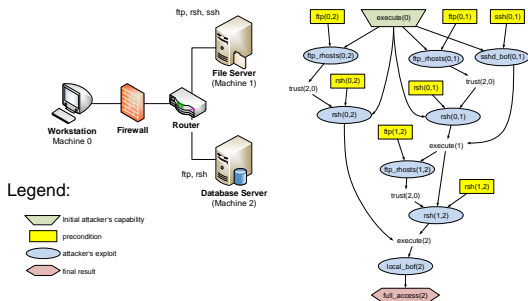 ftp, rsh, ssh
File Server
(Machine 1)
Workstation
Machine 0
Firewall
Router
ftp, rsh
Database Server
(Machine 2)
Legend:
Initial attacker's capability
precondition
attacker's exploit
final result
ftp(0,2)
execute(0)
ftp(0,1)
ssh(0,1)
ftp_rhosts(0,2)
ftp_rhosts(0,1)
sshd_bof(0,1)
trust(2,0)
rsh(0,2)
rsh(0,1)
trust(2,0)
rsh(0,2)
rsh(0,1)
ftp(1,2)
execute(1)
ftp_rhosts(1,2)
rsh(1,2)
trust(2,0)
rsh(1,2)
execute(2)
local_bof(2)
full_access(2)